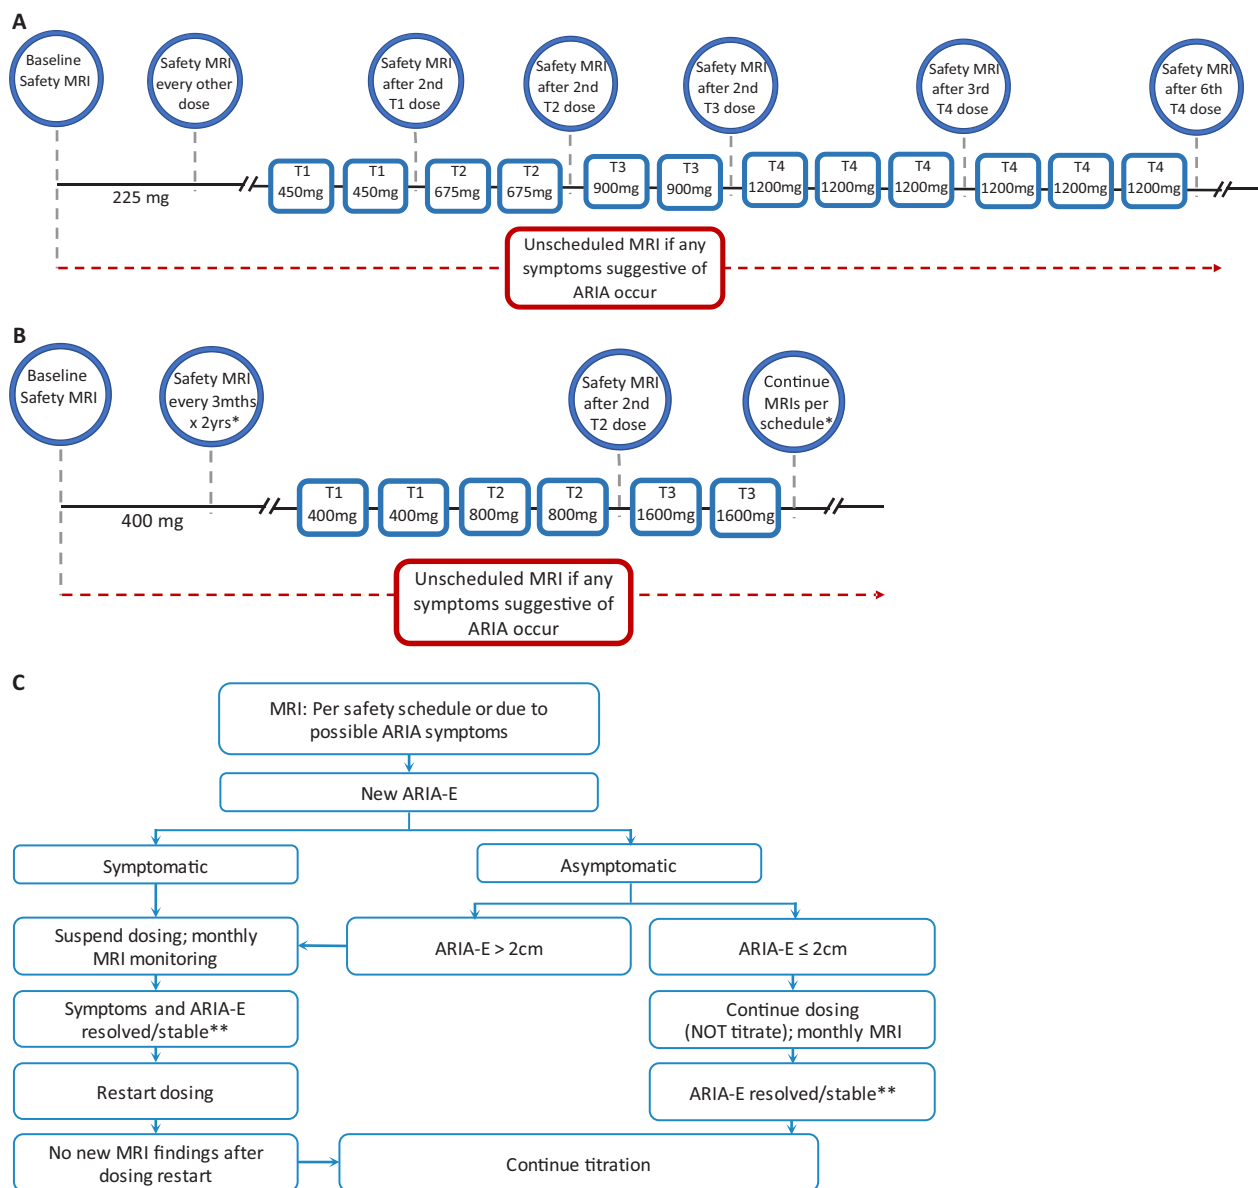 A
Baseline
Safety MRI
Safety MRI
every other
dose
Safety MRI
after 2nd
T1 dose
Safety MRI
after 2nd
T2 dose
Safety MRI
after 2nd
T3 dose
Safety MRI
after 3rd
T4 dose
Safety MRI
after 6th
T4 dose
225 mg
T1
450mg
T1
450mg
T2
675mg
T2
675mg
T3
900mg
T3
900mg
T4
1200mg
T4
1200mg
T4
1200mg
T4
1200mg
T4
1200mg
T4
1200mg
Unscheduled MRI if any
symptoms suggestive of
ARIA occur
B
Baseline
Safety MRI
Safety MRI
every 3mths
x 2yrs*
Safety MRI
after 2nd
T2 dose
Continue
MRIs per
schedule*
400 mg
T1
400mg
T1
400mg
T2
800mg
T2
800mg
T3
1600mg
T3
1600mg
Unscheduled MRI if any
symptoms suggestive of
ARIA occur
C
MRI: Per safety schedule or due to
possible ARIA symptoms
New ARIA-E
Symptomatic
Asymptomatic
Suspend dosing; monthly
MRI monitoring
ARIA-E > 2cm
ARIA-E ≤ 2cm
Symptoms and ARIA-E
resolved/stable**
Continue dosing
(NOT titrate); monthly MRI
Restart dosing
ARIA-E resolved/stable**
No new MRI findings after
dosing restart
Continue titration